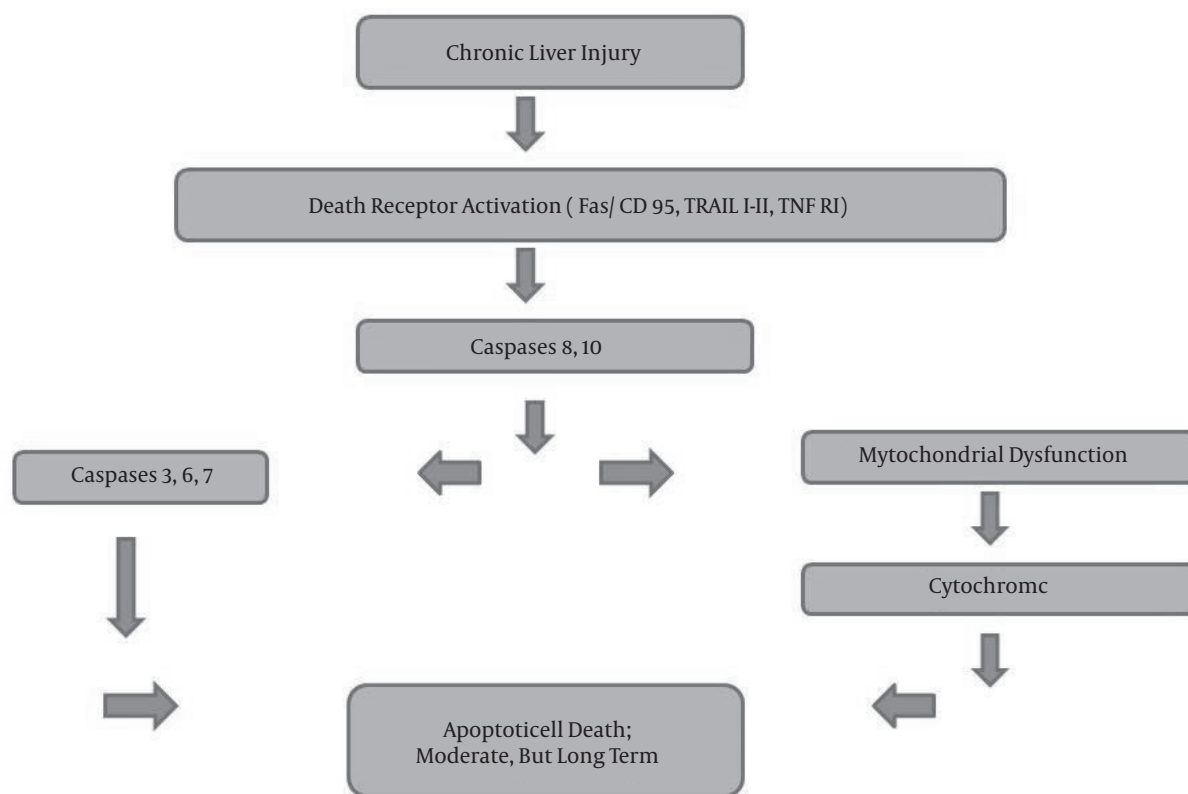 Chronic Liver Injury
Death Receptor Activation ( Fas/ CD 95, TRAIL I-II, TNF RI)
Caspases 8, 10
Caspases 3, 6, 7
Mytochondrial Dysfunction
Cytochromc
Apoptoticell Death;
Moderate, But Long Term